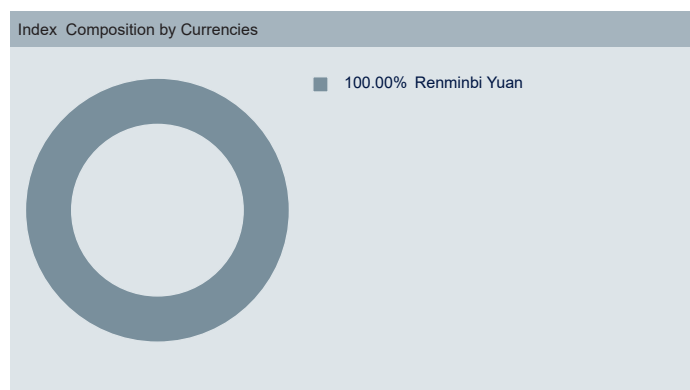 Index Composition by Currencies
100.00% Renminbi Yuan